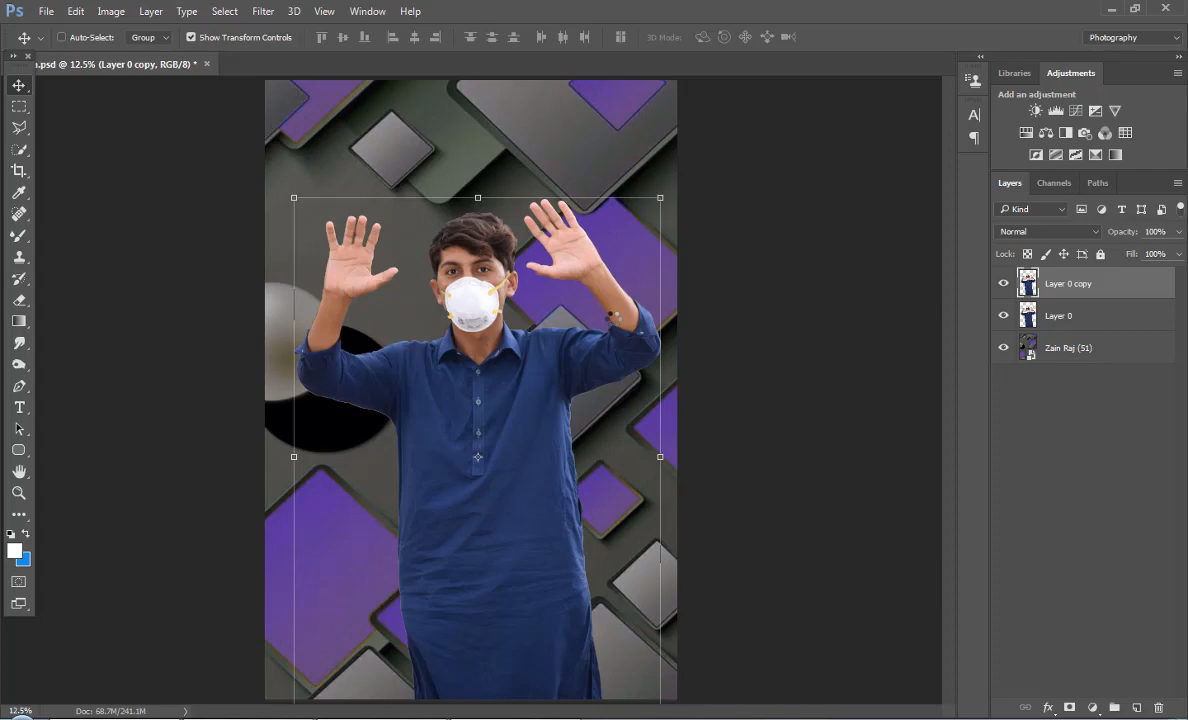 Ps File Edit Image Layer Type Select Filter 3D View Window Help
Auto-Select: Group Show Transform Controls 3D Mode: Photography
.psd @ 12.5% (Layer 0 copy, RGB/8) *
Libraries Adjustments
Add an adjustment
Layers Channels Paths
Kind
Normal Opacity: 100%
Lock: Fill: 100%
Layer 0 copy
Layer 0
Zain Raj (51)
12.5% Doc: 68.7M/241.1M